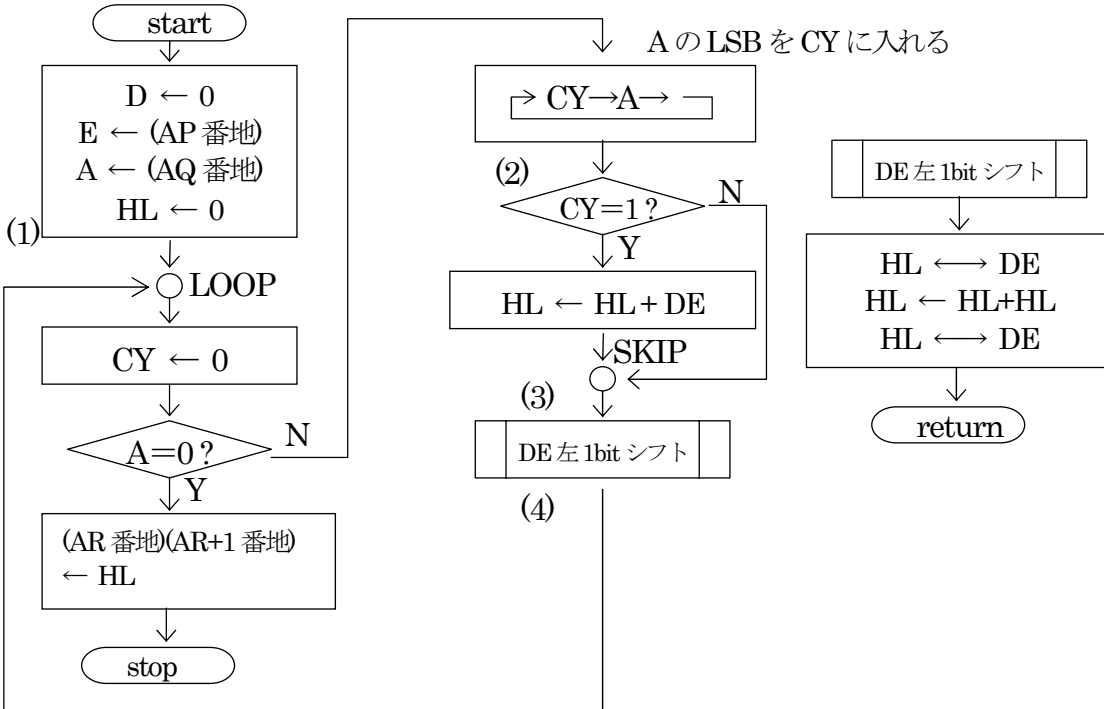 start
D ← 0
E ← (AP 番地)
A ← (AQ 番地)
HL ← 0
(1)
LOOP
CY ← 0
A=0 ?
N
Y
(AR 番地)(AR+1 番地)
← HL
stop
A の LSB を CY に入れる
CY→A→
(2)
CY=1 ?
N
Y
HL ← HL + DE
SKIP
(3)
DE 左 1bit シフト
(4)
DE 左 1bit シフト
HL ←→ DE
HL ← HL+HL
HL ←→ DE
return